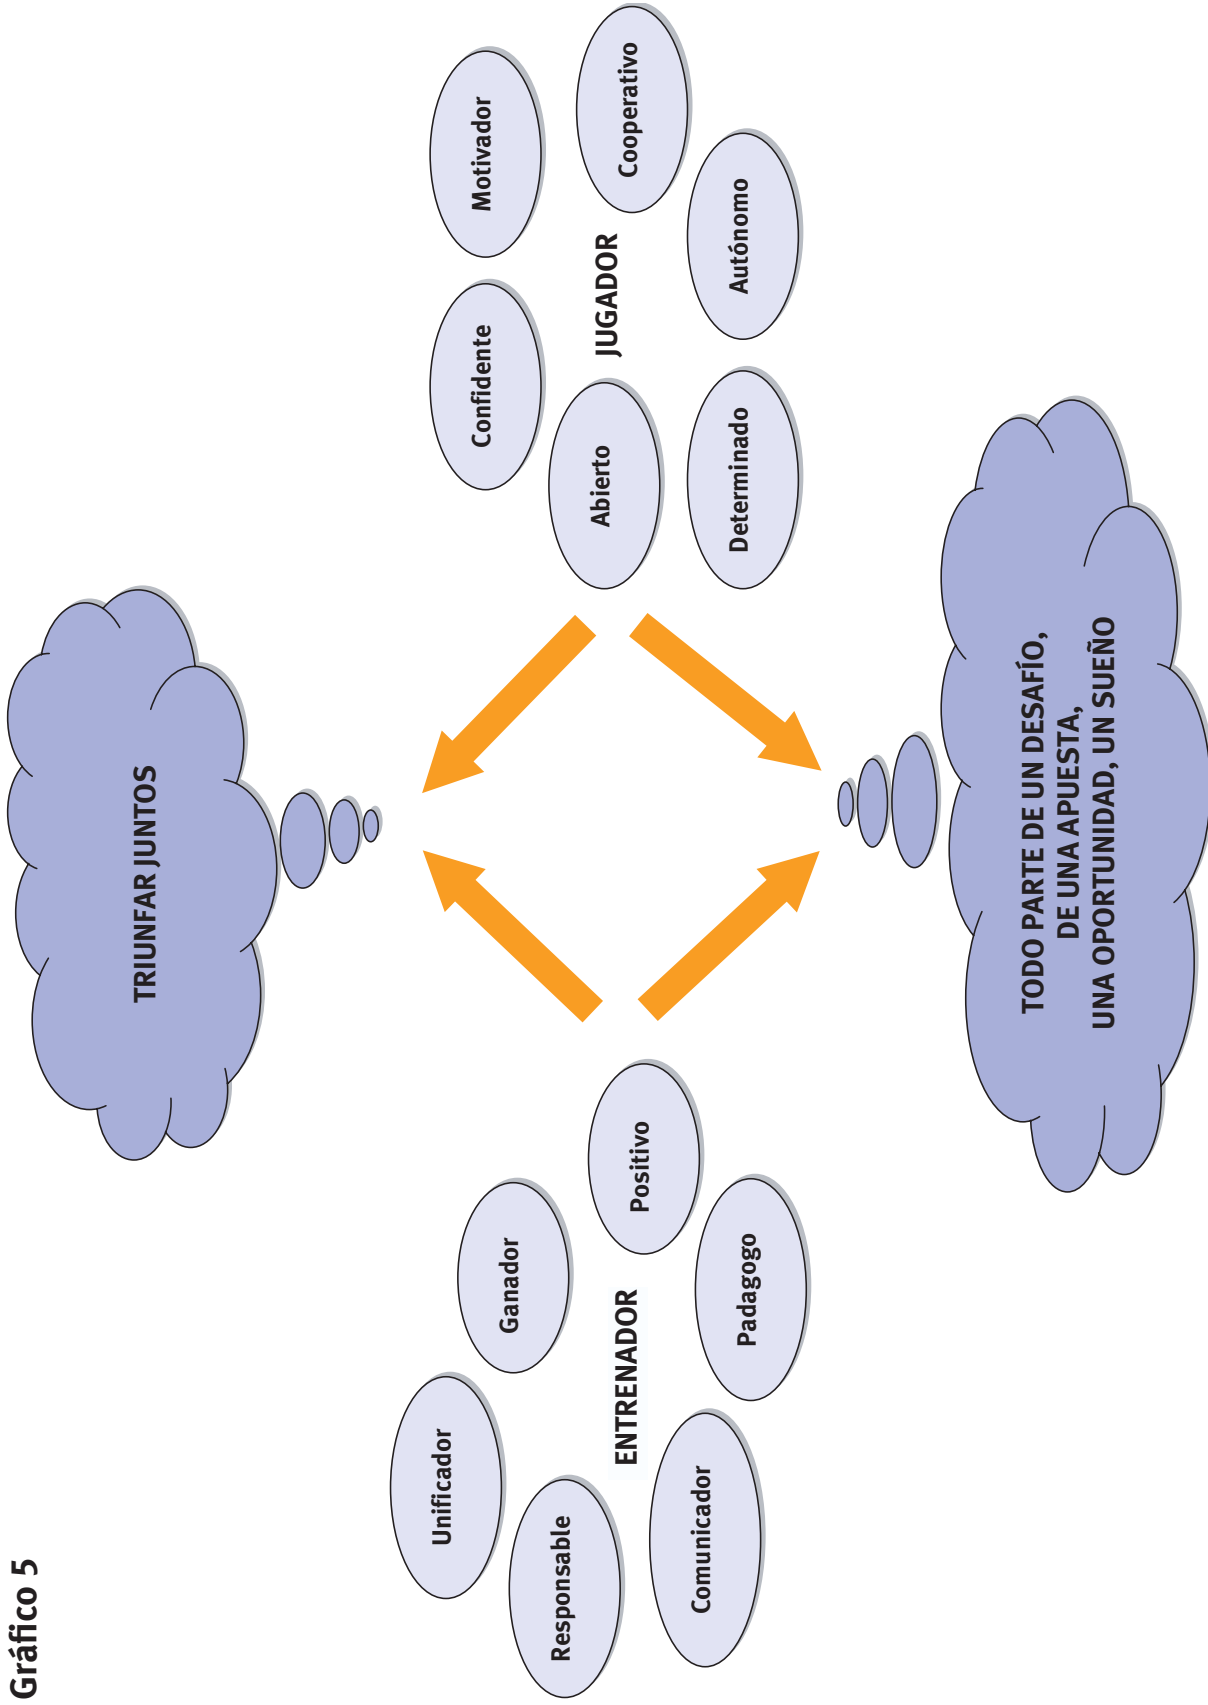 Gráfico 5
TRIUNFAR JUNTOS
Unificador
Ganador
Responsable
ENTRENADOR
Positivo
Comunicador
Padagogo
Confidente
Motivador
Abierto
JUGADOR
Cooperativo
Determinado
Autónomo
TODO PARTE DE UN DESAFÍO,
DE UNA APUESTA,
UNA OPORTUNIDAD, UN SUEÑO